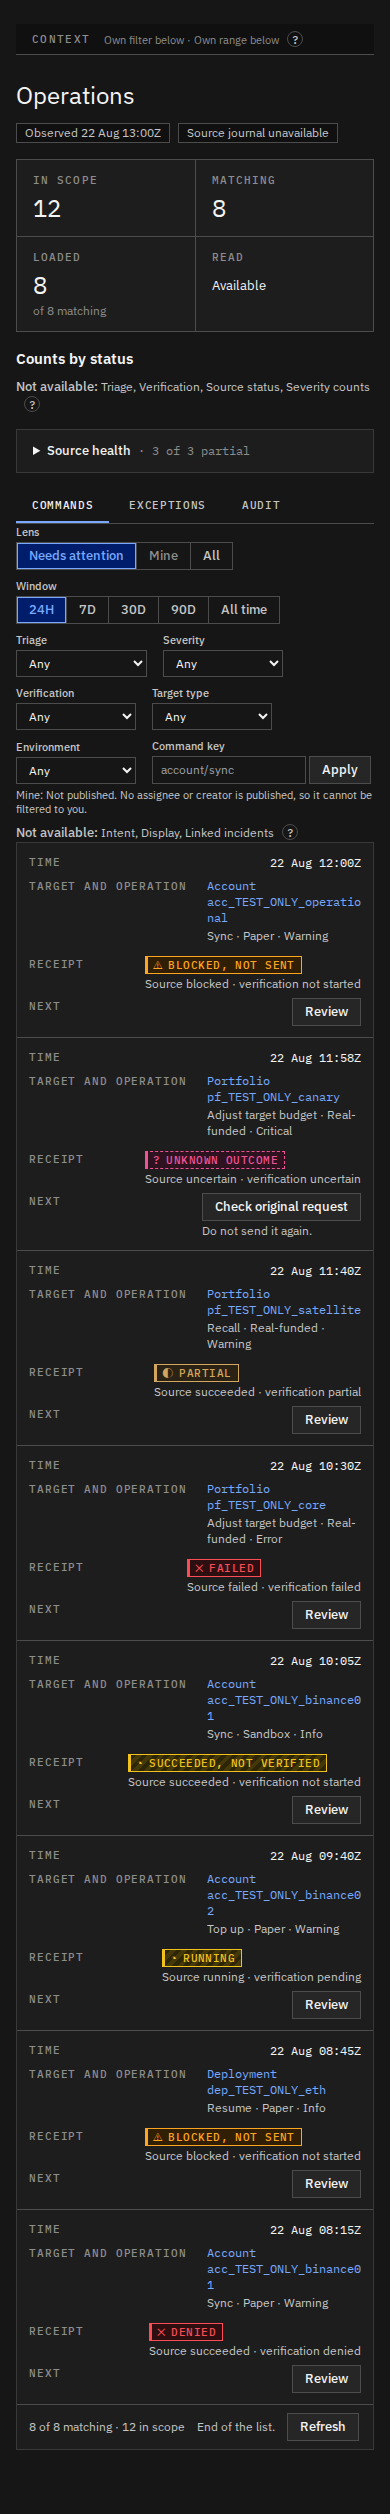 CONTEXT Own filter below · Own range below ?
Operations
Observed 22 Aug 13:00Z Source journal unavailable
IN SCOPE MATCHING
12 8
LOADED READ
8 Available
of 8 matching
Counts by status
Not available: Triage, Verification, Source status, Severity counts
?
▶ Source health · 3 of 3 partial
COMMANDS EXCEPTIONS AUDIT
Lens
Needs attention Mine All
Window
24H 7D 30D 90D All time
Triage Severity
Any Any
Verification Target type
Any Any
Environment Command key
Any account/sync Apply
Mine: Not published. No assignee or creator is published, so it cannot be
filtered to you.
Not available: Intent, Display, Linked incidents ?
TIME 22 Aug 12:00Z
TARGET AND OPERATION Account
acc_TEST_ONLY_operatio
nal
Sync · Paper · Warning
RECEIPT ⚠ BLOCKED, NOT SENT
Source blocked · verification not started
NEXT Review
TIME 22 Aug 11:58Z
TARGET AND OPERATION Portfolio
pf_TEST_ONLY_canary
Adjust target budget · Real-
funded · Critical
RECEIPT ? UNKNOWN OUTCOME
Source uncertain · verification uncertain
NEXT Check original request
Do not send it again.
TIME 22 Aug 11:40Z
TARGET AND OPERATION Portfolio
pf_TEST_ONLY_satellite
Recall · Real-funded ·
Warning
RECEIPT ◐ PARTIAL
Source succeeded · verification partial
NEXT Review
TIME 22 Aug 10:30Z
TARGET AND OPERATION Portfolio
pf_TEST_ONLY_core
Adjust target budget · Real-
funded · Error
RECEIPT ✕ FAILED
Source failed · verification failed
NEXT Review
TIME 22 Aug 10:05Z
TARGET AND OPERATION Account
acc_TEST_ONLY_binance0
1
Sync · Sandbox · Info
RECEIPT · SUCCEEDED, NOT VERIFIED
Source succeeded · verification not started
NEXT Review
TIME 22 Aug 09:40Z
TARGET AND OPERATION Account
acc_TEST_ONLY_binance0
2
Top up · Paper · Warning
RECEIPT · RUNNING
Source running · verification pending
NEXT Review
TIME 22 Aug 08:45Z
TARGET AND OPERATION Deployment
dep_TEST_ONLY_eth
Resume · Paper · Info
RECEIPT ⚠ BLOCKED, NOT SENT
Source blocked · verification not started
NEXT Review
TIME 22 Aug 08:15Z
TARGET AND OPERATION Account
acc_TEST_ONLY_binance0
1
Sync · Paper · Warning
RECEIPT ✕ DENIED
Source succeeded · verification denied
NEXT Review
8 of 8 matching · 12 in scope End of the list. Refresh